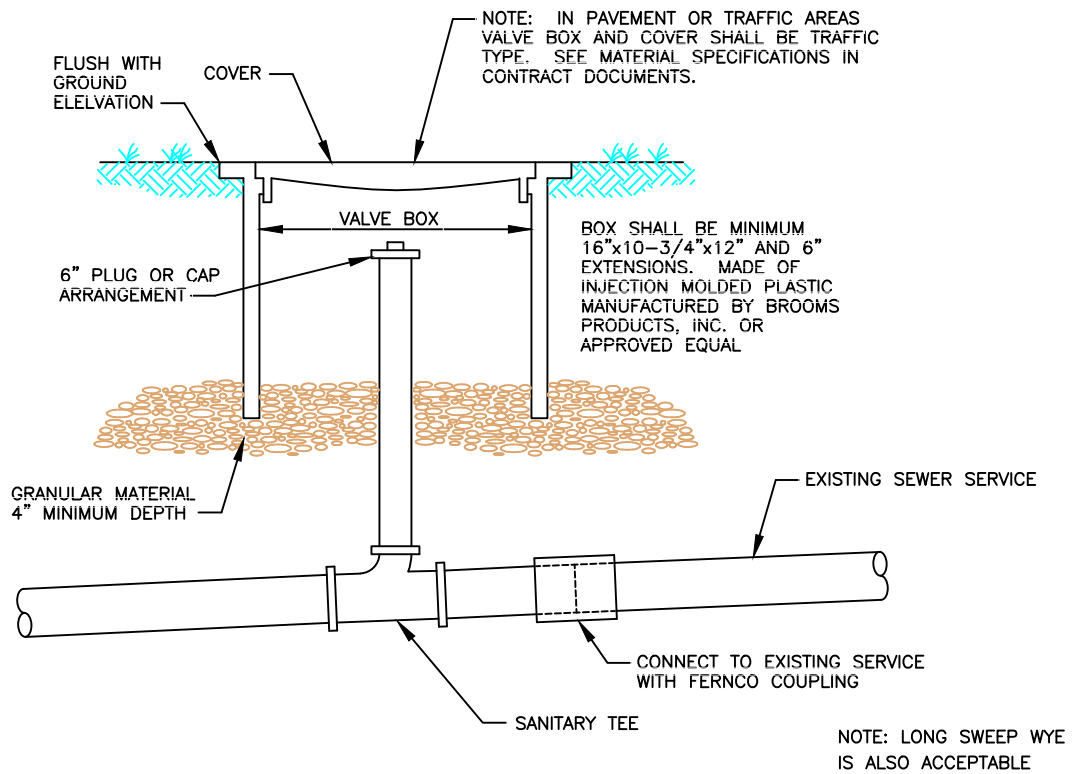 NOTE: IN PAVEMENT OR TRAFFIC AREAS
VALVE BOX AND COVER SHALL BE TRAFFIC
TYPE. SEE MATERIAL SPECIFICATIONS IN
CONTRACT DOCUMENTS.
FLUSH WITH
GROUND
ELELVATION
COVER
VALVE BOX
6" PLUG OR CAP
ARRANGEMENT
BOX SHALL BE MINIMUM
16"x10-3/4"x12" AND 6"
EXTENSIONS. MADE OF
INJECTION MOLDED PLASTIC
MANUFACTURED BY BROOMS
PRODUCTS, INC. OR
APPROVED EQUAL
GRANULAR MATERIAL
4" MINIMUM DEPTH
EXISTING SEWER SERVICE
CONNECT TO EXISTING SERVICE
WITH FERNCO COUPLING
SANITARY TEE
NOTE: LONG SWEEP WYE
IS ALSO ACCEPTABLE